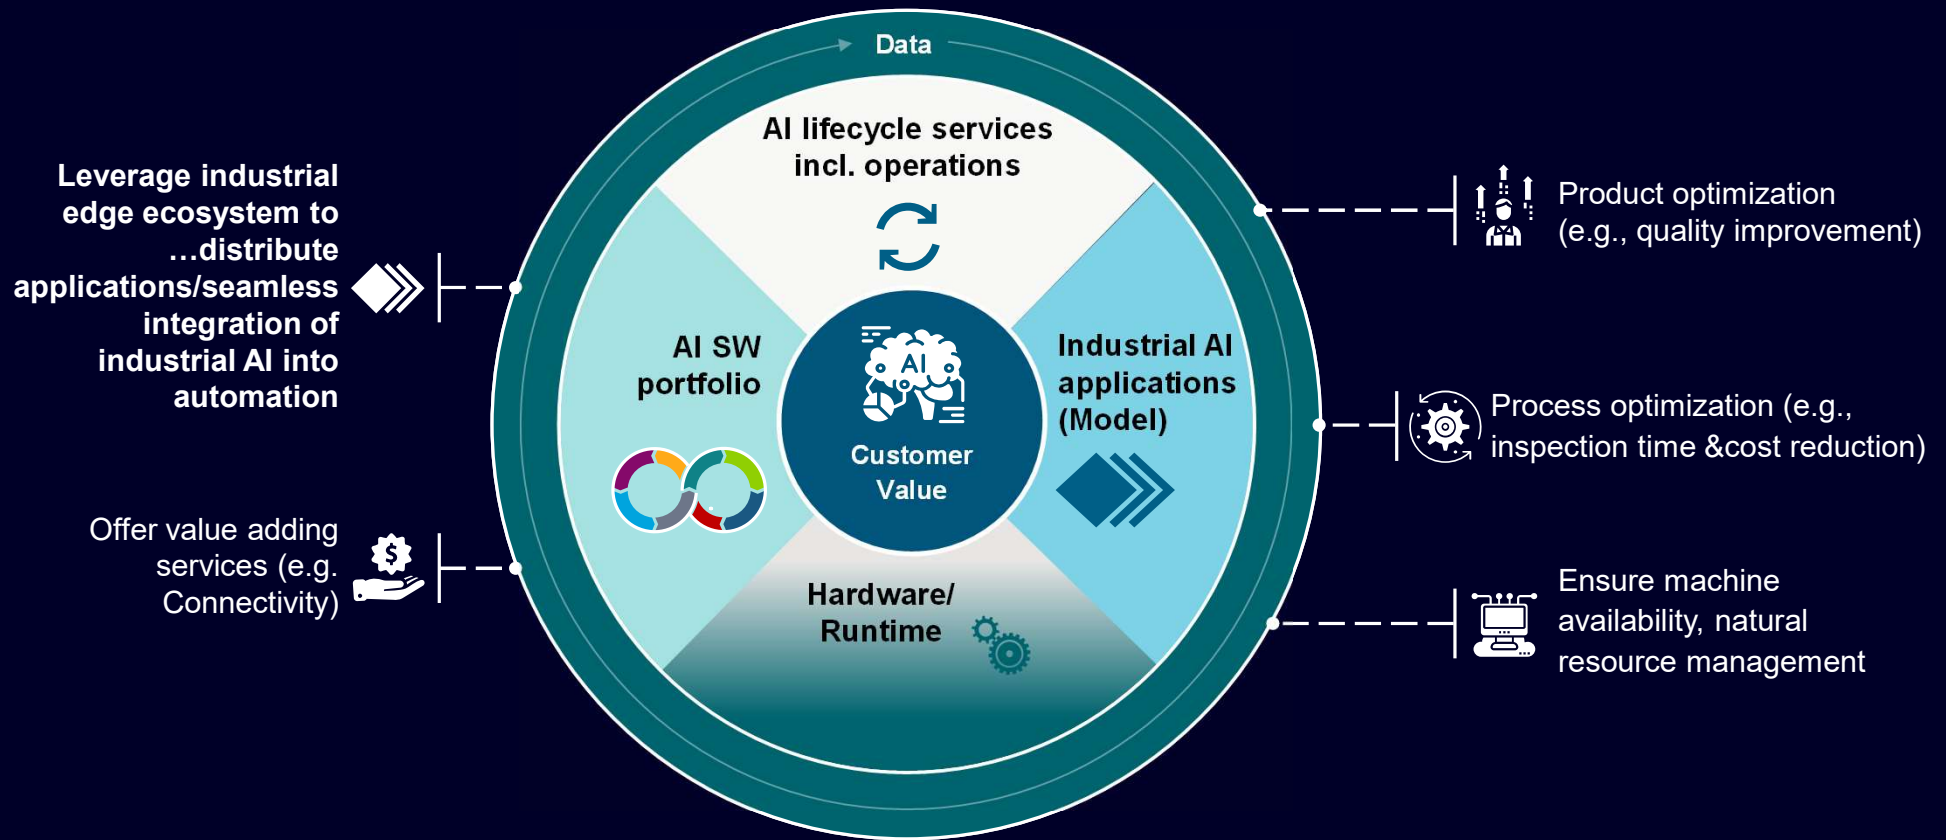 Data
AI lifecycle services
incl. operations
Leverage industrial
edge ecosystem to
…distribute
applications/seamless
integration of
industrial AI into
automation
Offer value adding
services (e.g.
Connectivity)
$
AI SW
portfolio
AI
Customer
Value
Industrial AI
applications
(Model)
Hardware/
Runtime
Product optimization
(e.g., quality improvement)
Process optimization (e.g.,
inspection time &cost reduction)
Ensure machine
availability, natural
resource management